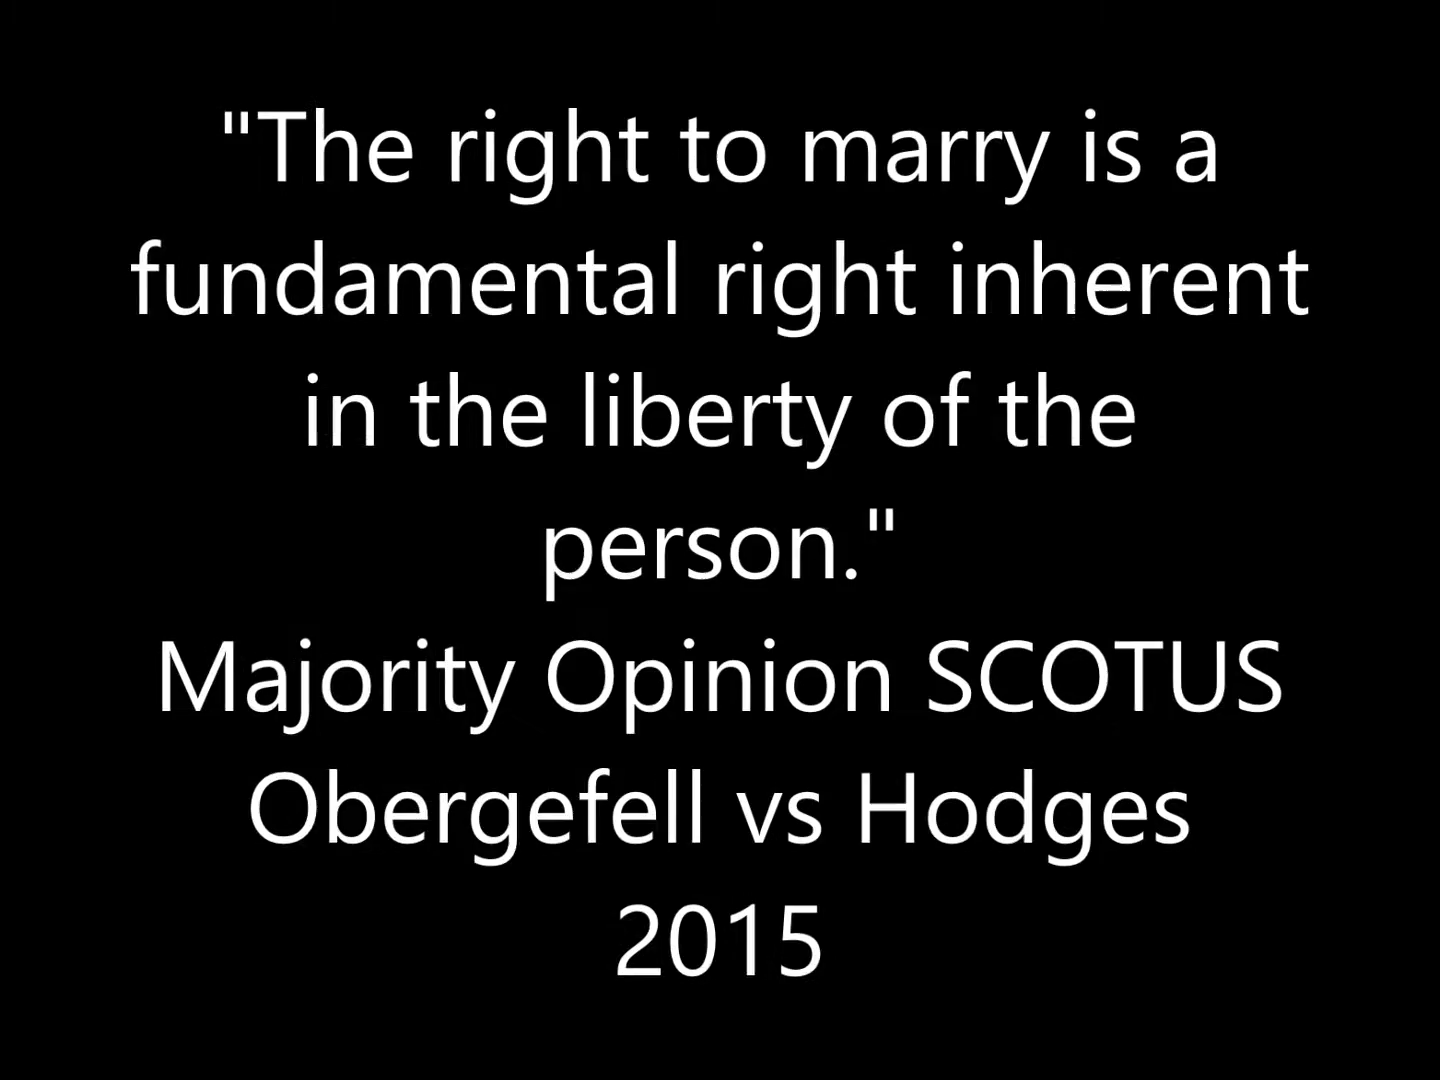 "The right to marry is a
fundamental right inherent
in the liberty of the
person."
Majority Opinion SCOTUS
Obergefell vs Hodges
2015